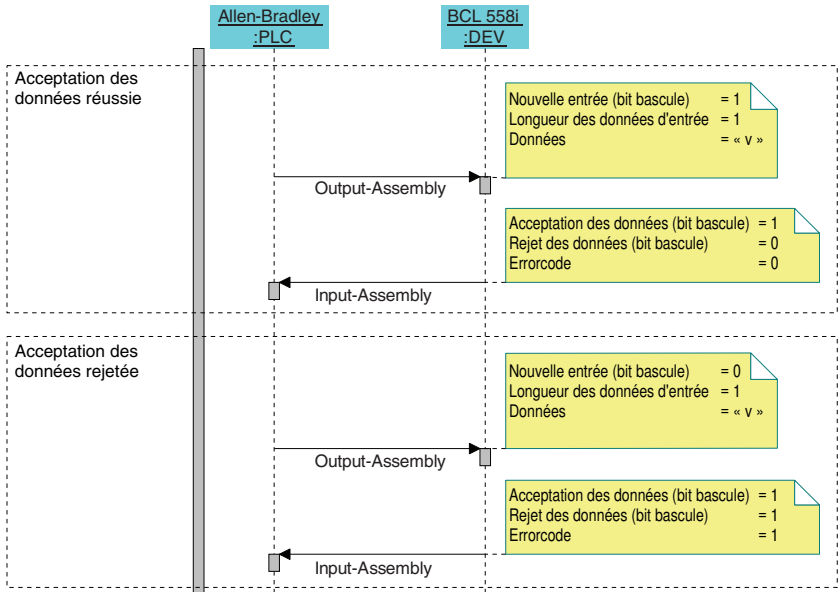 Allen-Bradley
:PLC
BCL 558i
:DEV
Acceptation des
données réussie
Nouvelle entrée (bit bascule) = 1
Longueur des données d'entrée = 1
Données = « v »
Output-Assembly
Acceptation des données (bit bascule) = 1
Rejet des données (bit bascule) = 0
Errorcode = 0
Input-Assembly
Acceptation des
données rejetée
Nouvelle entrée (bit bascule) = 0
Longueur des données d'entrée = 1
Données = « v »
Output-Assembly
Acceptation des données (bit bascule) = 1
Rejet des données (bit bascule) = 1
Errorcode = 1
Input-Assembly